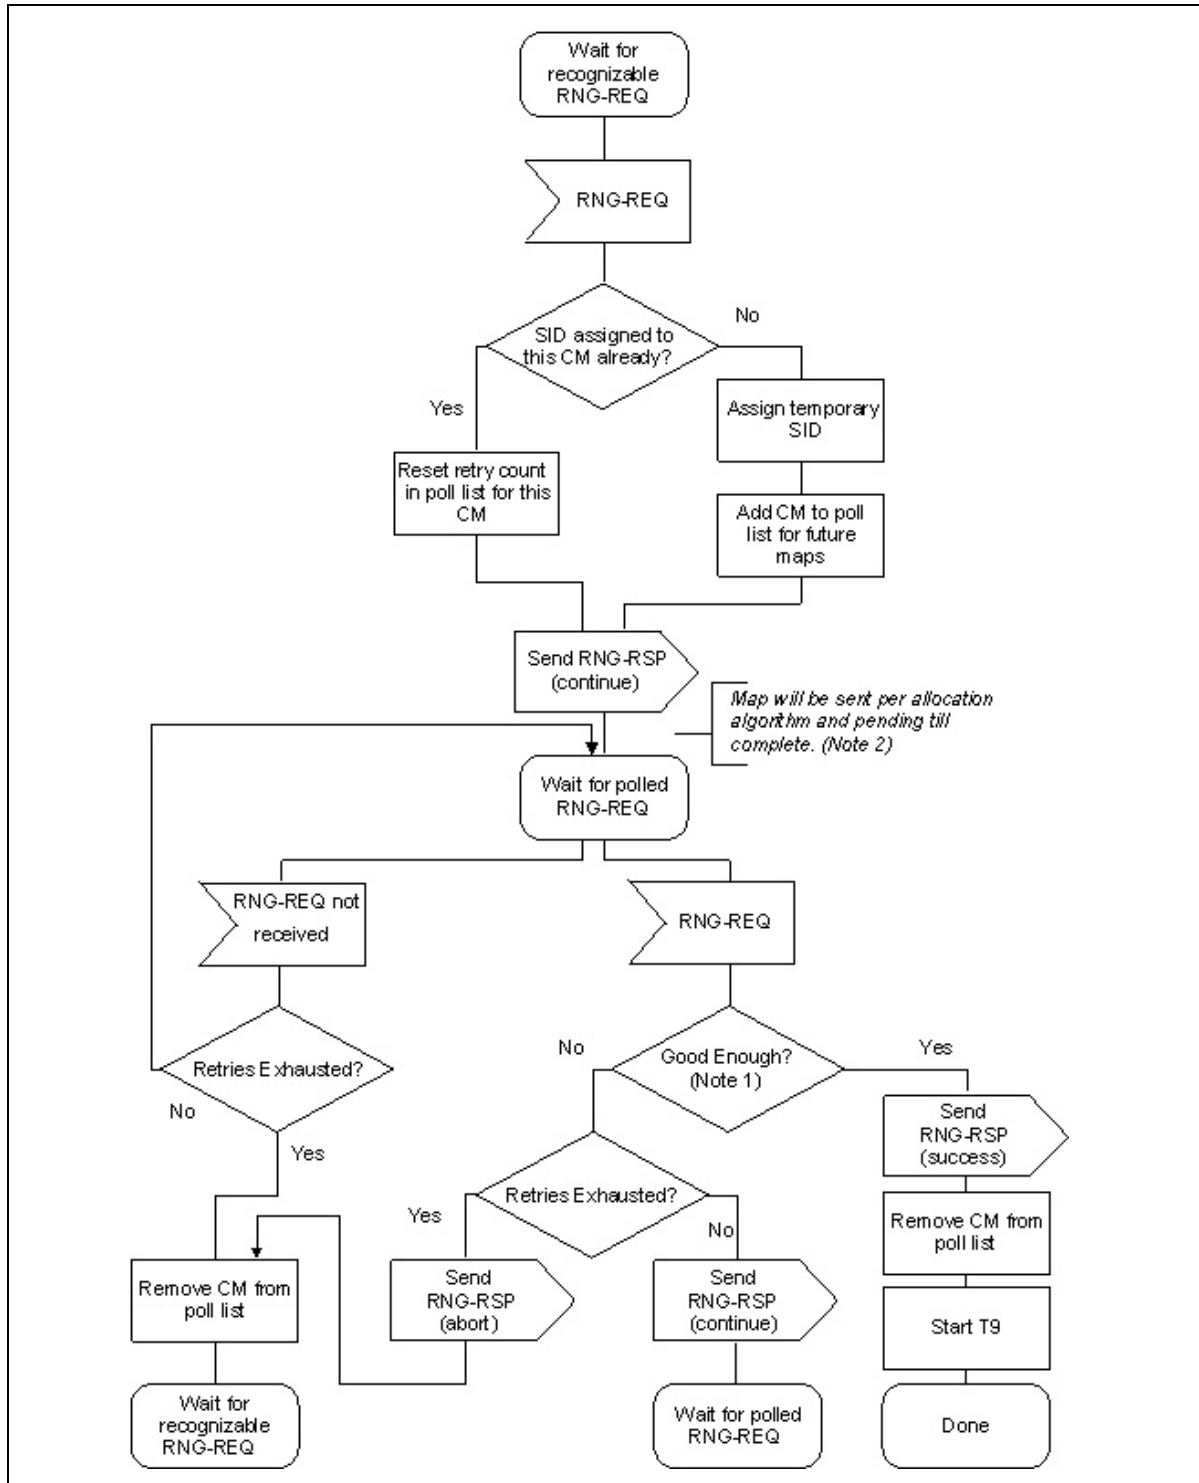 Wait for
recognizable
RNG-REQ
RNG-REQ
SID assigned to
this CM already?
No
Yes
Assign temporary
SID
Reset retry count
in poll list for this
CM
Add CM to poll
list for future
maps
Send RNG-RSP
(continue)
Map will be sent per allocation
algorithm and pending till
complete. (Note 2)
Wait for polled
RNG-REQ
RNG-REQ not
received
RNG-REQ
Retries Exhausted?
No
Yes
Good Enough?
(Note 1)
No
Yes
Send
RNG-RSP
(success)
Retries Exhausted?
Yes
No
Remove CM from
poll list
Remove CM from
poll list
Send
RNG-RSP
(abort)
Send
RNG-RSP
(continue)
Start T9
Wait for
recognizable
RNG-REQ
Wait for polled
RNG-REQ
Done